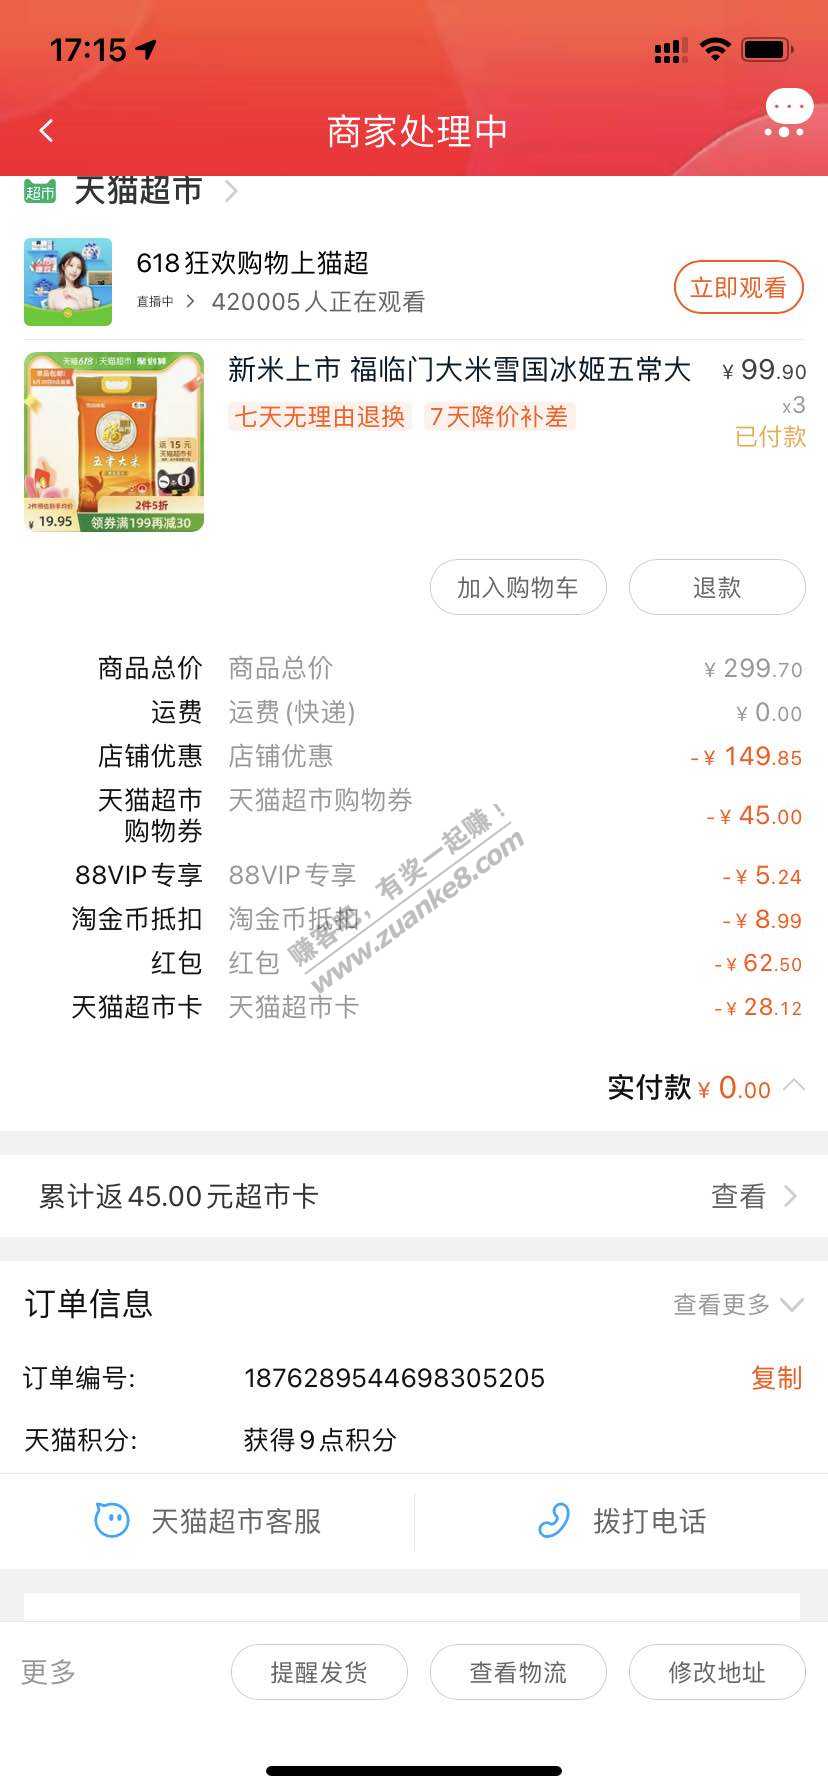 17:15
商家处理中
超市 天猫超市
618狂欢购物上猫超
直播中 420005人正在观看
立即观看
新米上市 福临门大米雪国冰姬五常大
¥99.90
x3
七天无理由退换 7天降价补差
已付款
天猫618 天猫超市 聚划算
福
五常大米
返15元
天猫超市卡
2件5折
¥19.95 领券满199再减30
加入购物车 退款
商品总价 商品总价 ¥299.70
运费 运费(快递) ¥0.00
店铺优惠 店铺优惠 -¥149.85
天猫超市 天猫超市购物券 -¥45.00
购物券
88VIP专享 88VIP专享 -¥5.24
淘金币抵扣 淘金币抵扣 -¥8.99
红包 红包 -¥62.50
天猫超市卡 天猫超市卡 -¥28.12
赚客吧，有奖一起赚！
www.zuanke8.com
实付款 ¥0.00
累计返45.00元超市卡 查看
订单信息 查看更多
订单编号: 1876289544698305205 复制
天猫积分: 获得9点积分
天猫超市客服 拨打电话
更多 提醒发货 查看物流 修改地址